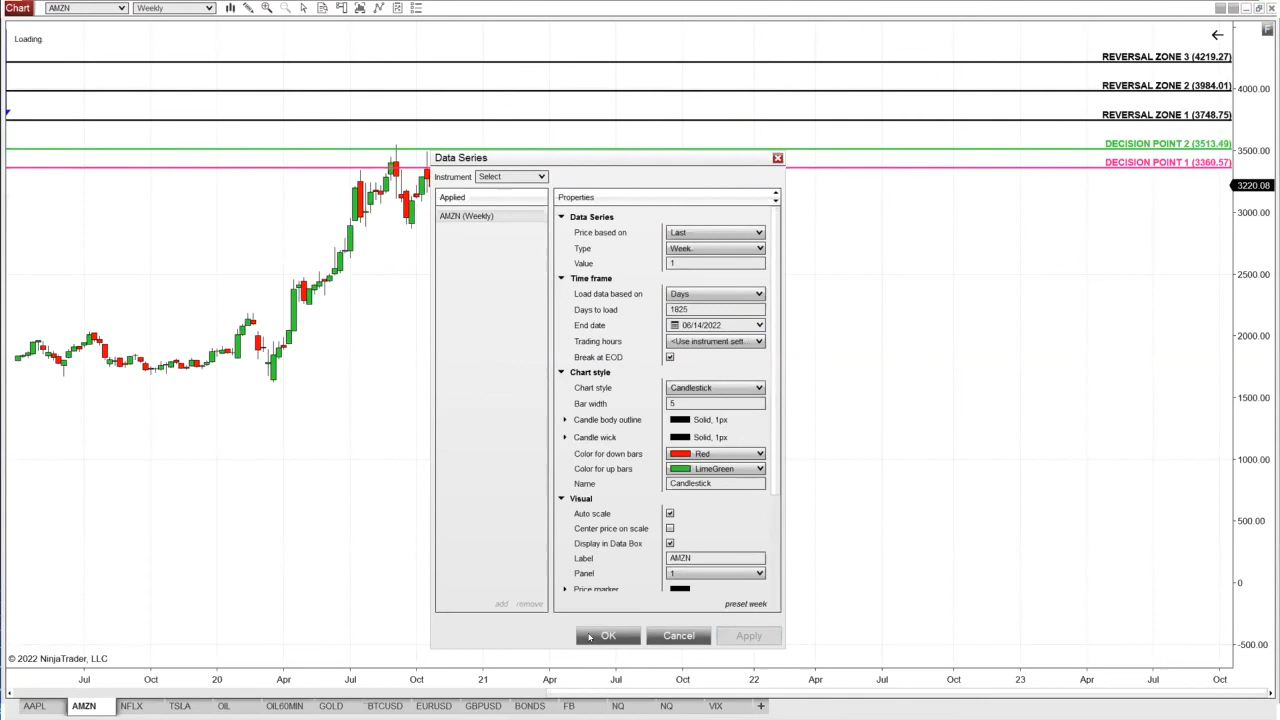 Chart AMZN Weekly
Loading.
REVERSAL ZONE 3 (4219.27)
4000.00
REVERSAL ZONE 2 (3984.01)
REVERSAL ZONE 1 (3748.75)
DECISION POINT 2 (3513.49)
3500.00
DECISION POINT 1 (3360.57)
3220.08
3000.00
2500.00
2000.00
1500.00
1000.00
500.00
0
-500.00
Data Series
Instrument Select
Applied
AMZN (Weekly)
add remove
Properties
Data Series
Price based on Last
Type Week
Value 1
Time frame
Load data based on Days
Days to load 1825
End date 06/14/2022
Trading hours <Use instrument sett...
Break at EOD
Chart style
Chart style Candlestick
Bar width 5
Candle body outline Solid, 1px
Candle wick Solid, 1px
Color for down bars Red
Color for up bars LimeGreen
Name Candlestick
Visual
Auto scale
Center price on scale
Display in Data Box
Label AMZN
Panel 1
Price marker
preset week
OK Cancel Apply
F
© 2022 NinjaTrader, LLC
Jul Oct 20 Apr Jul Oct 21 Apr Jul Oct 22 Apr Jul Oct 23 Apr Jul Oct
AAPL AMZN NFLX TSLA OIL OIL60MIN GOLD BTCUSD EURUSD GBPUSD BONDS FB NQ NQ VIX +